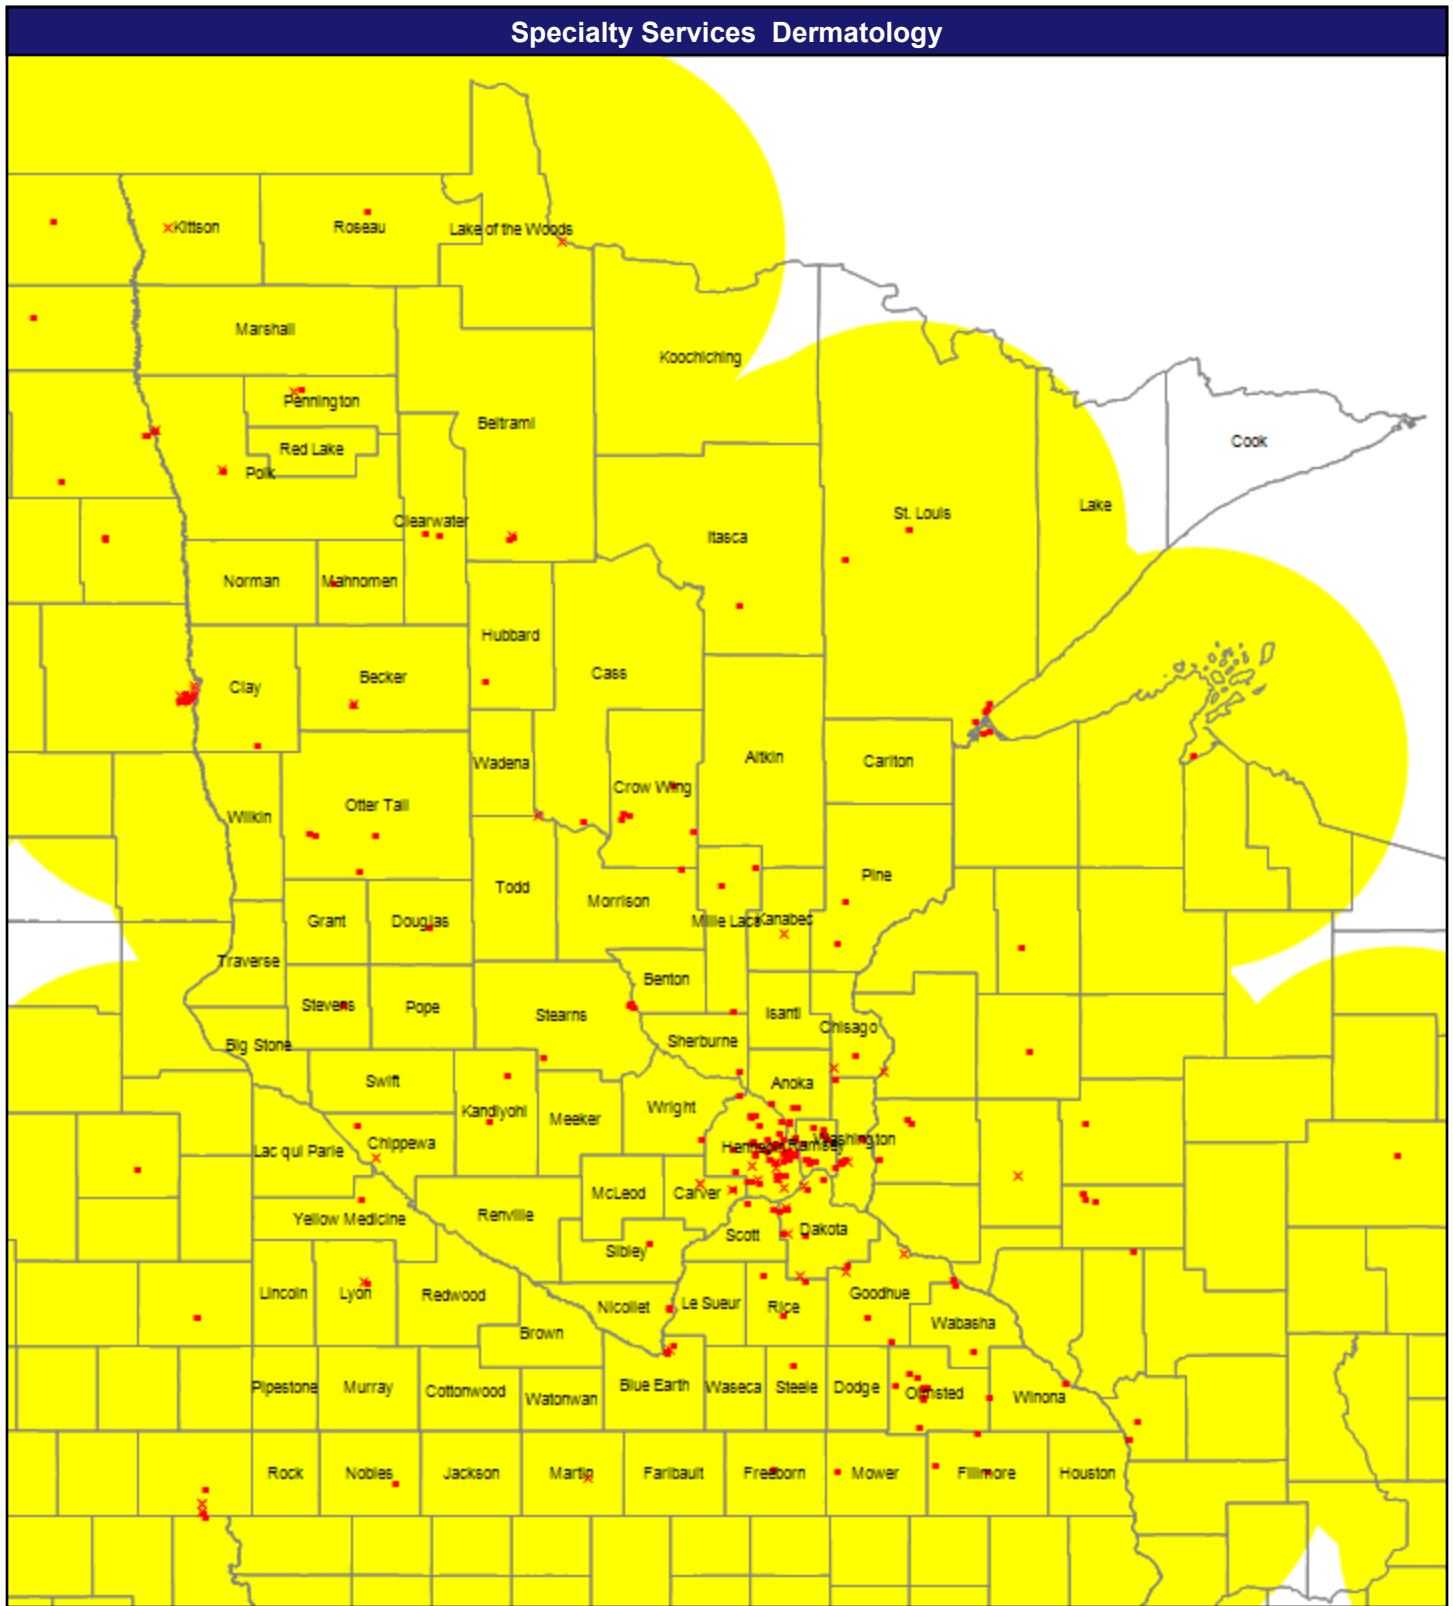 Specialty Services  Dermatology
Kittson
Roseau
Lake of the Woods
Marshall
Koochiching
Pennington
Beltrami
Red Lake
Polk
Cook
Clearwater
St. Louis
Lake
Itasca
Norman
Mahnomen
Hubbard
Cass
Clay
Becker
Wadena
Aitkin
Carlton
Crow Wing
Otter Tail
Wilkin
Todd
Morrison
Pine
Grant
Douglas
Mille Lacs
Kanabec
Traverse
Benton
Stevens
Pope
Stearns
Isanti
Chisago
Big Stone
Sherburne
Swift
Anoka
Kandiyohi
Meeker
Wright
Lac qui Parle
Chippewa
Hennepin
Ramsey
Washington
McLeod
Carver
Yellow Medicine
Renville
Scott
Dakota
Sibley
Lincoln
Lyon
Redwood
Nicollet
Le Sueur
Rice
Goodhue
Brown
Wabasha
Pipestone
Murray
Cottonwood
Watonwan
Blue Earth
Waseca
Steele
Dodge
Olmsted
Winona
Rock
Nobles
Jackson
Martin
Faribault
Freeborn
Mower
Fillmore
Houston